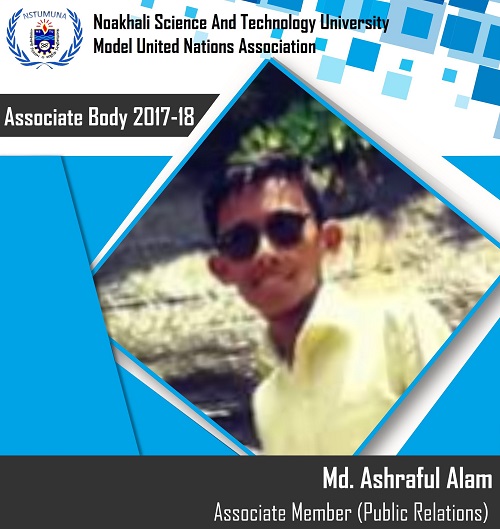 NSTUMUNA
Noakhali Science And Technology University
Model United Nations Association
Associate Body 2017-18
Md. Ashraful Alam
Associate Member (Public Relations)